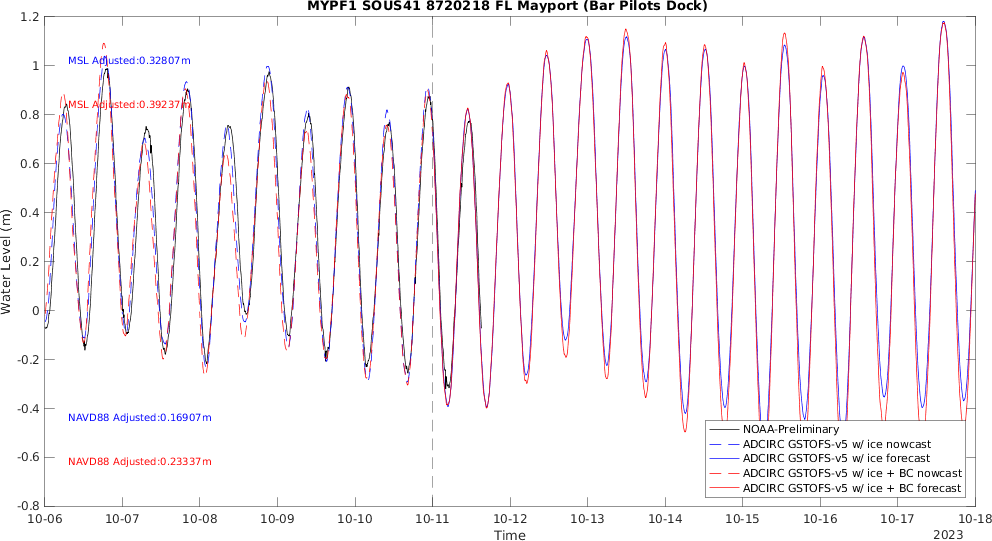 MYPF1 SOUS41 8720218 FL Mayport (Bar Pilots Dock)
1.2
1
0.8
0.6
0.4
0.2
0
-0.2
-0.4
-0.6
-0.8
Water Level (m)
MSL Adjusted:0.32807m
MSL Adjusted:0.39237m
NAVD88 Adjusted:0.16907m
NAVD88 Adjusted:0.23337m
NOAA-Preliminary
ADCIRC GSTOFS-v5 w/ ice nowcast
ADCIRC GSTOFS-v5 w/ ice forecast
ADCIRC GSTOFS-v5 w/ ice + BC nowcast
ADCIRC GSTOFS-v5 w/ ice + BC forecast
10-06 10-07 10-08 10-09 10-10 10-11 10-12 10-13 10-14 10-15 10-16 10-17 10-18
Time
2023